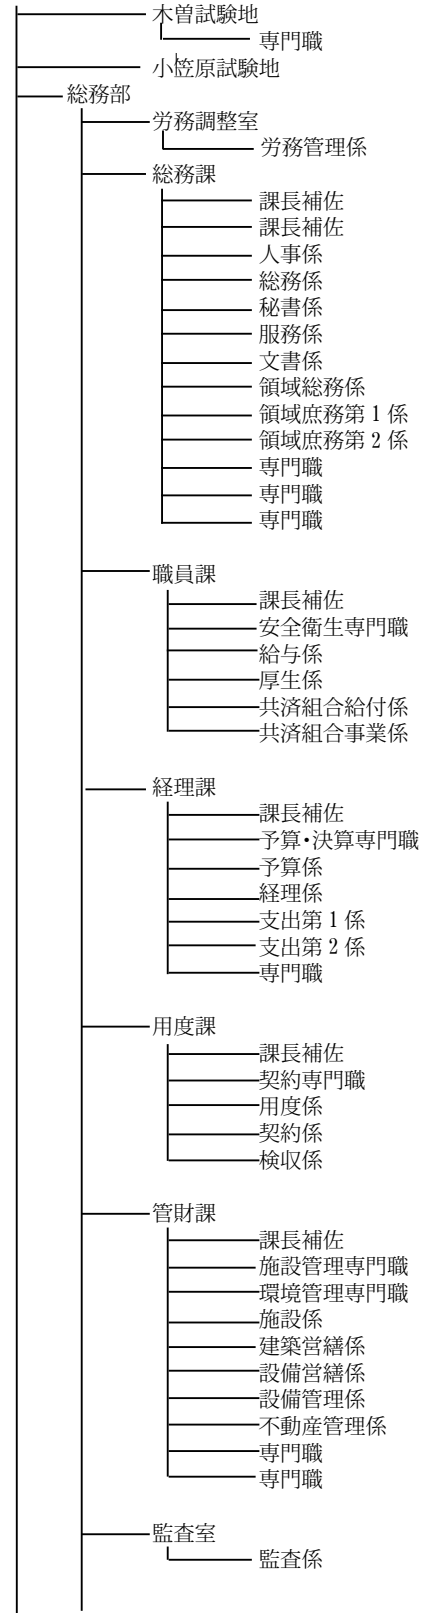 木曽試験地
専門職
小笠原試験地
総務部
労務調整室
労務管理係
総務課
課長補佐
課長補佐
人事係
総務係
秘書係
服務係
文書係
領域総務係
領域庶務第1係
領域庶務第2係
専門職
専門職
専門職
職員課
課長補佐
安全衛生専門職
給与係
厚生係
共済組合給付係
共済組合事業係
経理課
課長補佐
予算・決算専門職
予算係
経理係
支出第1係
支出第2係
専門職
用度課
課長補佐
契約専門職
用度係
契約係
検収係
管財課
課長補佐
施設管理専門職
環境管理専門職
施設係
建築営繕係
設備営繕係
設備管理係
不動産管理係
専門職
専門職
監査室
監査係